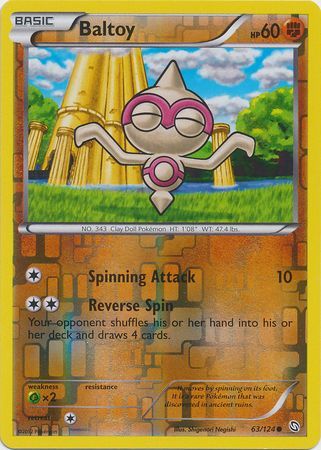 BASIC
Baltoy HP60
NO. 343 Clay Doll Pokémon HT: 1'08" WT: 47.4 lbs.
Spinning Attack 10
Reverse Spin
Your opponent shuffles his or her hand into his or
her deck and draws 4 cards.
weakness resistance
×2
retreat
It moves by spinning on its foot.
It is a rare Pokémon that was
discovered in ancient ruins.
©2012 Pokémon
Illus. Shigenori Negishi 63/124